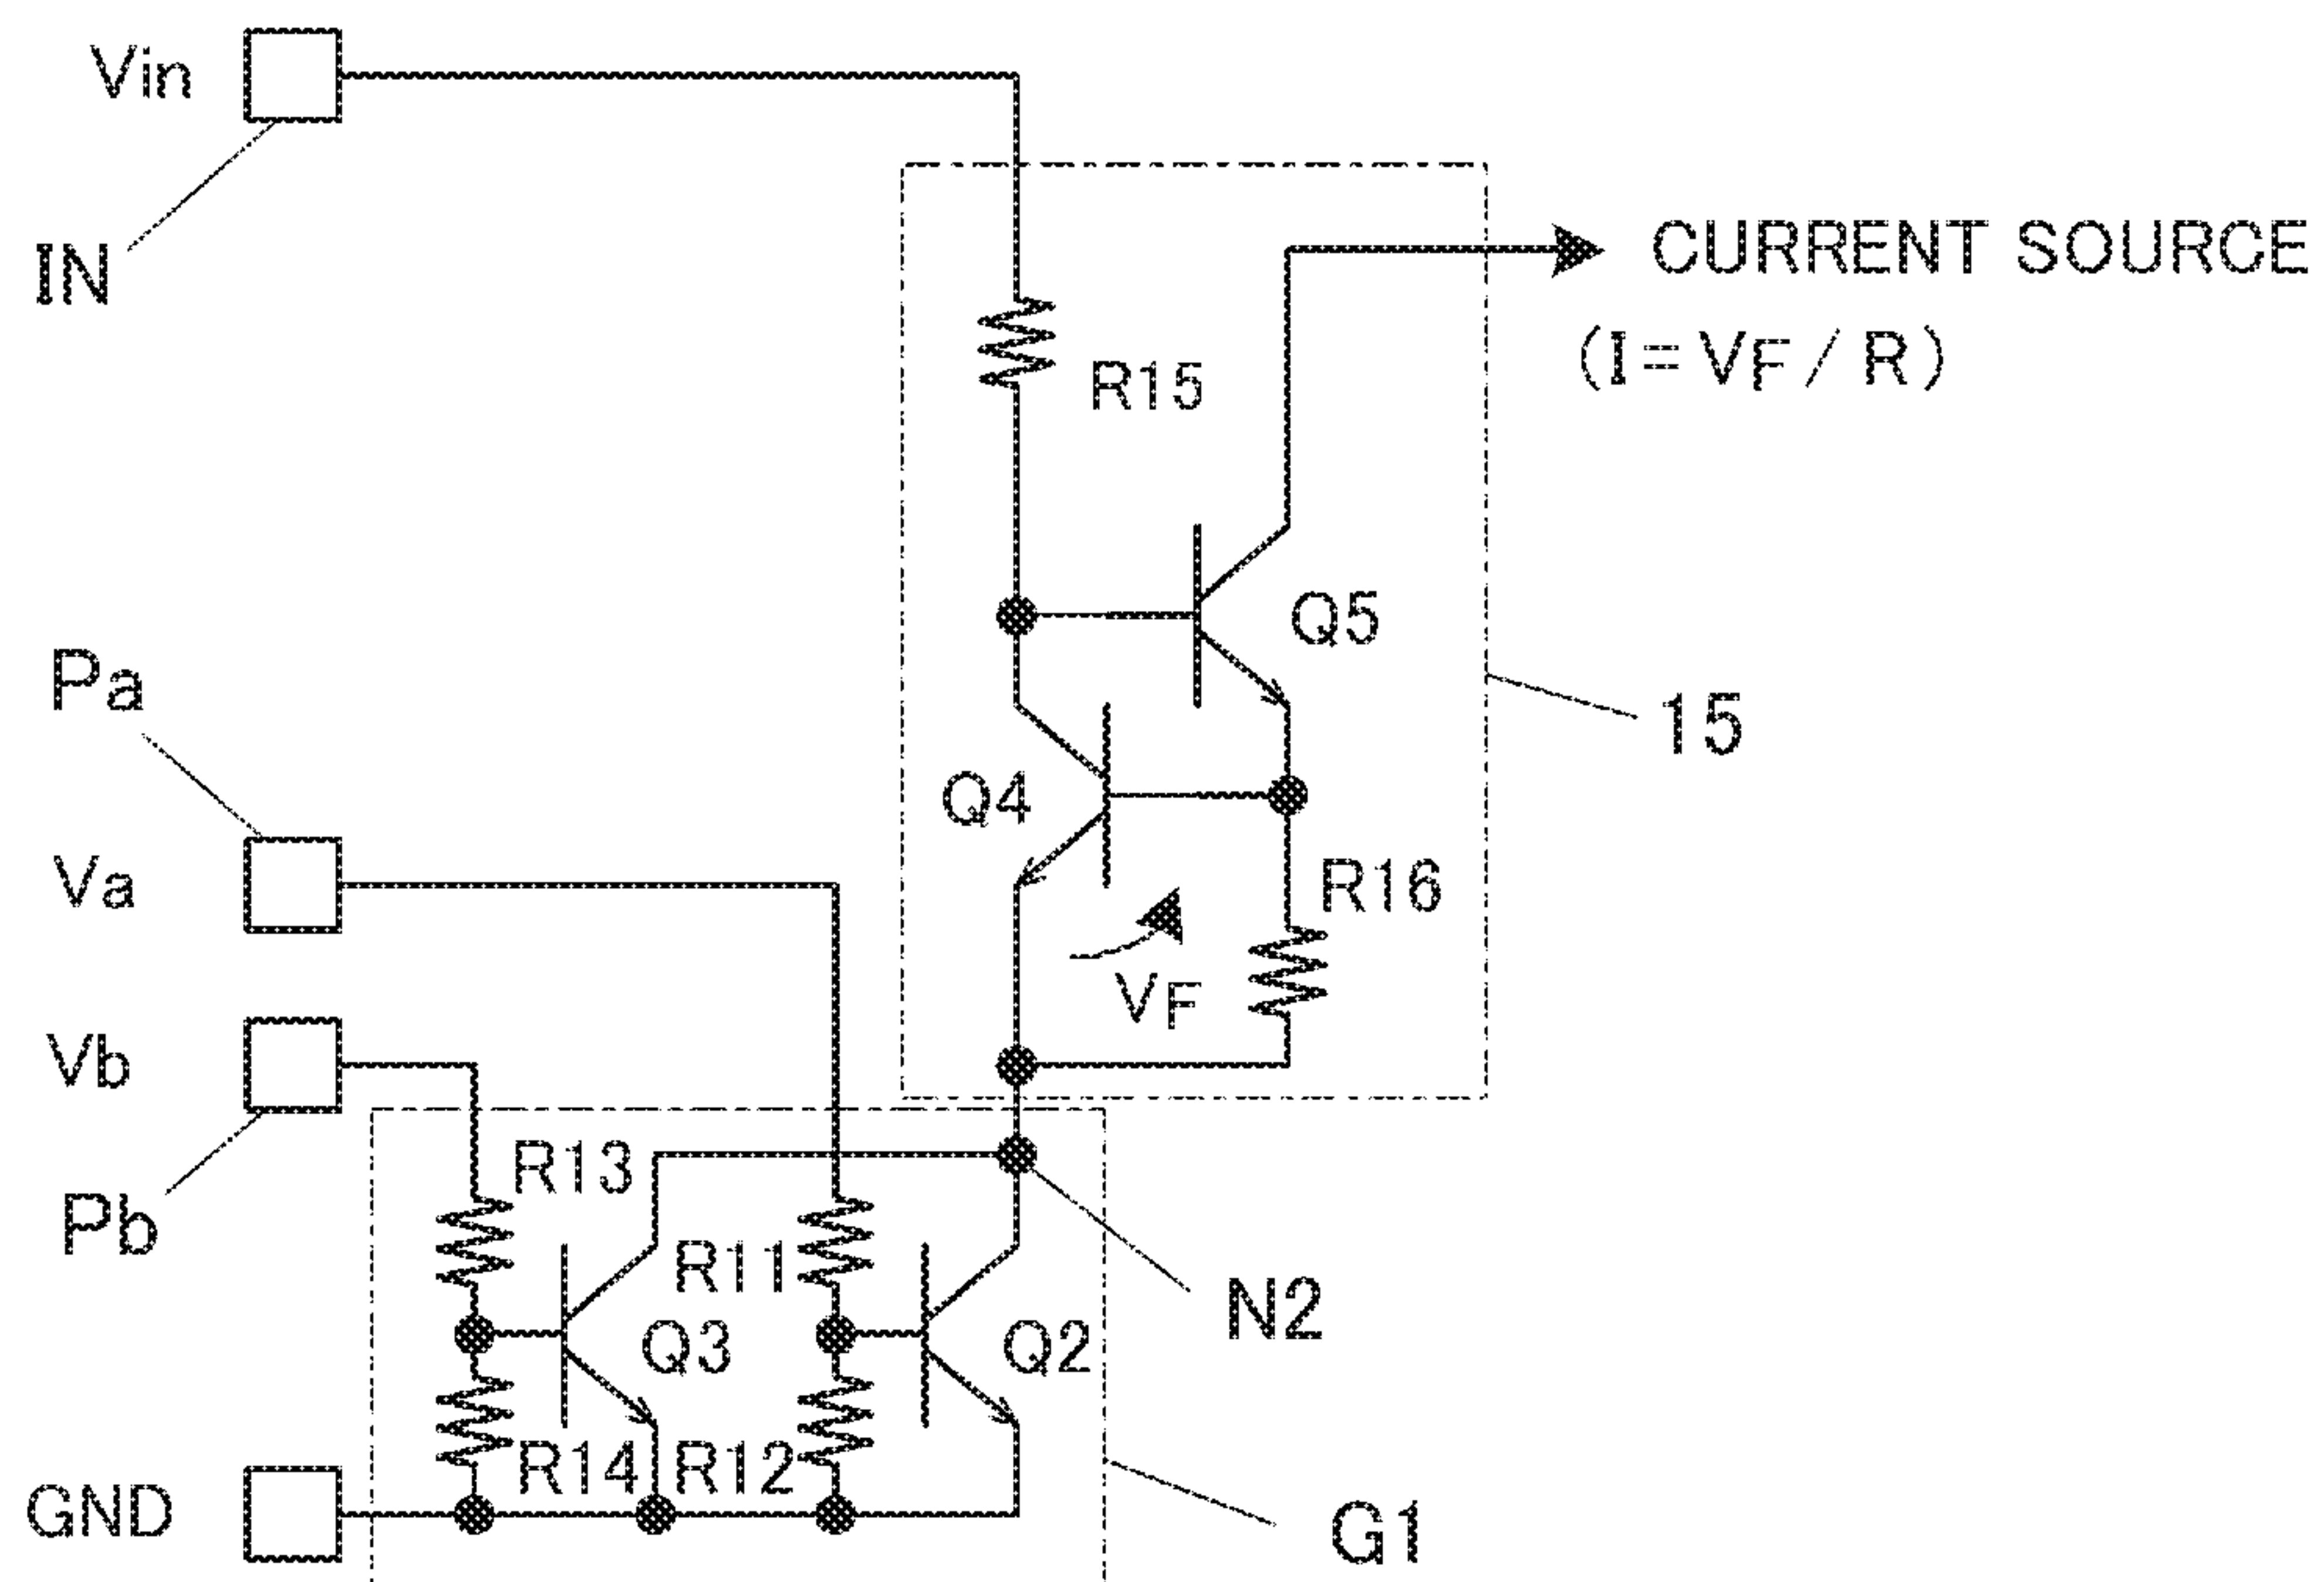 Vin
IN
CURRENT SOURCE
(I=VF/R)
R15
Q5
Pa
15
Q4
Va
R16
VF
Vb
R13
Pb
R11
N2
Q3
Q2
R14
R12
GND
G1